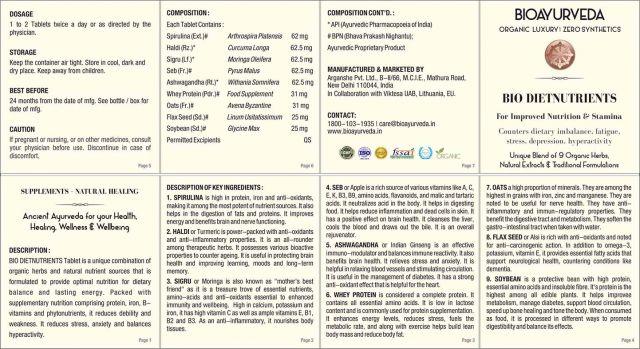 DOSAGE
1 to 2 Tablets twice a day or as directed by the
physician.
STORAGE
Keep the container air tight. Store in cool, dark and
dry place. Keep away from children.
BEST BEFORE
24 months from the date of mfg. See bottle / box for
date of mfg.
CAUTION
If pregnant or nursing, or on other medicines, consult
your physician before use. Discontinue in case of
discomfort.
Page 5
COMPOSITION :
Each Tablet Contains :
Spirulina (Ext.)# Arthrospira Platensis 62 mg
Haldi (Rz.)* Curcuma Longa 62.5 mg
Sigru (Lf.)* Moringa Oleifera 62.5 mg
Seb (Fr.)# Pyrus Malus 62.5 mg
Ashwagandha (Rt.)* Withania Somnifera 62.5 mg
Whey Protein (Pdr.)# Food Supplement 31 mg
Oats (Fr.)# Avena Byzantine 31 mg
Flax Seed (Sd.)# Linum Usitatissimum 25 mg
Soybean (Sd.)# Glycine Max 25 mg
Permitted Excipients QS
Page 6
COMPOSITION CONT'D. :
* API (Ayurvedic Pharmacopoeia of India)
# BPN (Bhava Prakash Nighantu);
Ayurvedic Proprietary Product
MANUFACTURED & MARKETED BY
Arganshe Pvt. Ltd., B–II/66, M.C.I.E., Mathura Road,
New Delhi 110044, India
In Collaboration with Viktesa UAB, Lithuania, EU.
CONTACT:
1800–103–1935 | care@bioayurveda.in
www.bioayurveda.in
GMP
ISO
fssai
ORGANIC
Page 7
BIOAYURVEDA
ORGANIC LUXURY | ZERO SYNTHETICS
BIO DIETNUTRIENTS
For Improved Nutrition & Stamina
Counters dietary imbalance, fatigue,
stress, depression, hyperacivity
Unique Blend of 9 Organic Herbs,
Natural Extracts & Traditional Formulations
SUPPLEMENTS - NATURAL HEALING
Ancient Ayurveda for your Health,
Healing, Wellness & Wellbeing
DESCRIPTION :
BIO DIETNUTRIENTS Tablet is a unique combination of
organic herbs and natural nutrient sources that is
formulated to provide optimal nutrition for dietary
balance and lasting energy. Packed with
supplementary nutrition comprising protein, iron, B–
vitamins and phytonutrients, it reduces debility and
weakness. It reduces stress, anxiety and balances
hyperactivity.
Page 1
DESCRIPTION OF KEY INGREDIENTS :
1. SPIRULINA is high in protein, iron and anti–oxidants,
making it among the most potent of nutrient sources. It also
helps in the digestion of fats and proteins. It improves
energy and benefits brain and nerve functioning.
2. HALDI or Turmeric is power–packed with anti–oxidants
and anti–inflammatory properties. It is an all–rounder
among therapeutic herbs. It possesses various bioactive
properties to counter ageing. It is useful in protecting brain
health and improving learning, moods and long–term
memory.
3. SIGRU or Moringa is also known as "mother's best
friend" as it is a treasure trove of essential nutrients,
amino–acids and anti–oxidants essential to enhanced
immunity and wellbeing. High in calcium, potassium and
iron, it has high vitamin C as well as ample vitamins E, B1,
B2 and B3. As an anti–inflammatory, it nourishes body
tissues.
Page 2
4. SEB or Apple is a rich source of various vitamins like A, C,
E, K, B3, B9, amino acids, flavanoids, and malic and tartaric
acids. It neutralizes acid in the body. It helps in digesting
food. It helps reduce inflammation and dead cells in skin. It
has a positive effect on brain health. It cleanses the liver,
cools the blood and draws out the bile. It is an overall
rejuvenator.
5. ASHWAGANDHA or Indian Ginseng is an effective
immuno–modulator and balances immune reactivity. It also
benefits brain health. It relieves stress and anxiety. It is
helpful in relaxing blood vessels and stimulating circulation.
It is useful in the management of diabetes. It has a strong
anti–oxidant effect that is helpful for the heart.
6. WHEY PROTEIN is considered a complete protein. It
contains all essential amino acids. It is low in lactose
content and is commonly used for protein supplementation.
It enhances energy levels, reduces stress, fuels the
metabolic rate, and along with exercise helps build lean
body mass and reduce body fat.
Page 3
7. OATS a high proportion of minerals. They are among the
highest in grains with iron, zinc and manganese. They are
noted to be useful for nerve health. They have anti–
inflammatory and immuno–regulatory properties. They
benefit the digestive tract and metabolism. They soften the
gastro–intestinal tract when taken with water.
8. FLAX SEED or Alsi is rich with anti–oxidants and noted
for anti–carcinogenic action. In addition to omega–3,
potassium, vitamin E, it provides essential fatty acids that
support neurological health, countering conditions like
dementia.
9. SOYBEAN is a protective bean with high protein,
essential amino acids and insoluble fibre. It's protein is the
highest among all edible plants. It helps improve
metabolism, manage diabetes, support blood circulation,
speed up bone healing and tone the body. When consumed
as food, it is processed in different ways to promote
digestibility and balance its effects.
Page 4